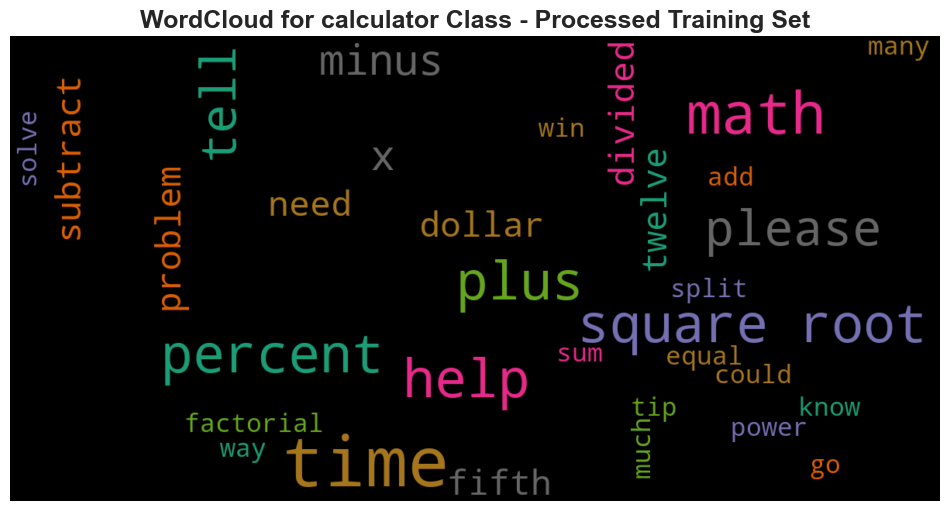 WordCloud for calculator Class - Processed Training Set
many
minus
tell
divided
solve
subtract
math
win
x
twelve
add
problem
need
dollar
please
plus
split
square root
percent
sum
equal
help
could
tip
know
factorial
much
power
way
time
fifth
go